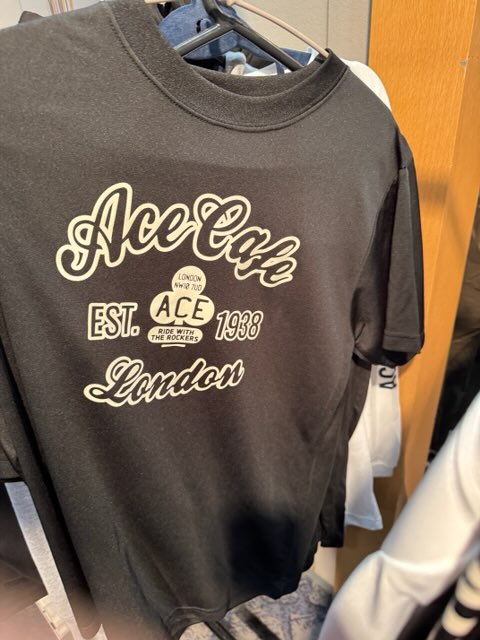 Ace Cafe
LONDON
NW10 7UD
EST. ACE 1938
RIDE WITH
THE ROCKERS
London